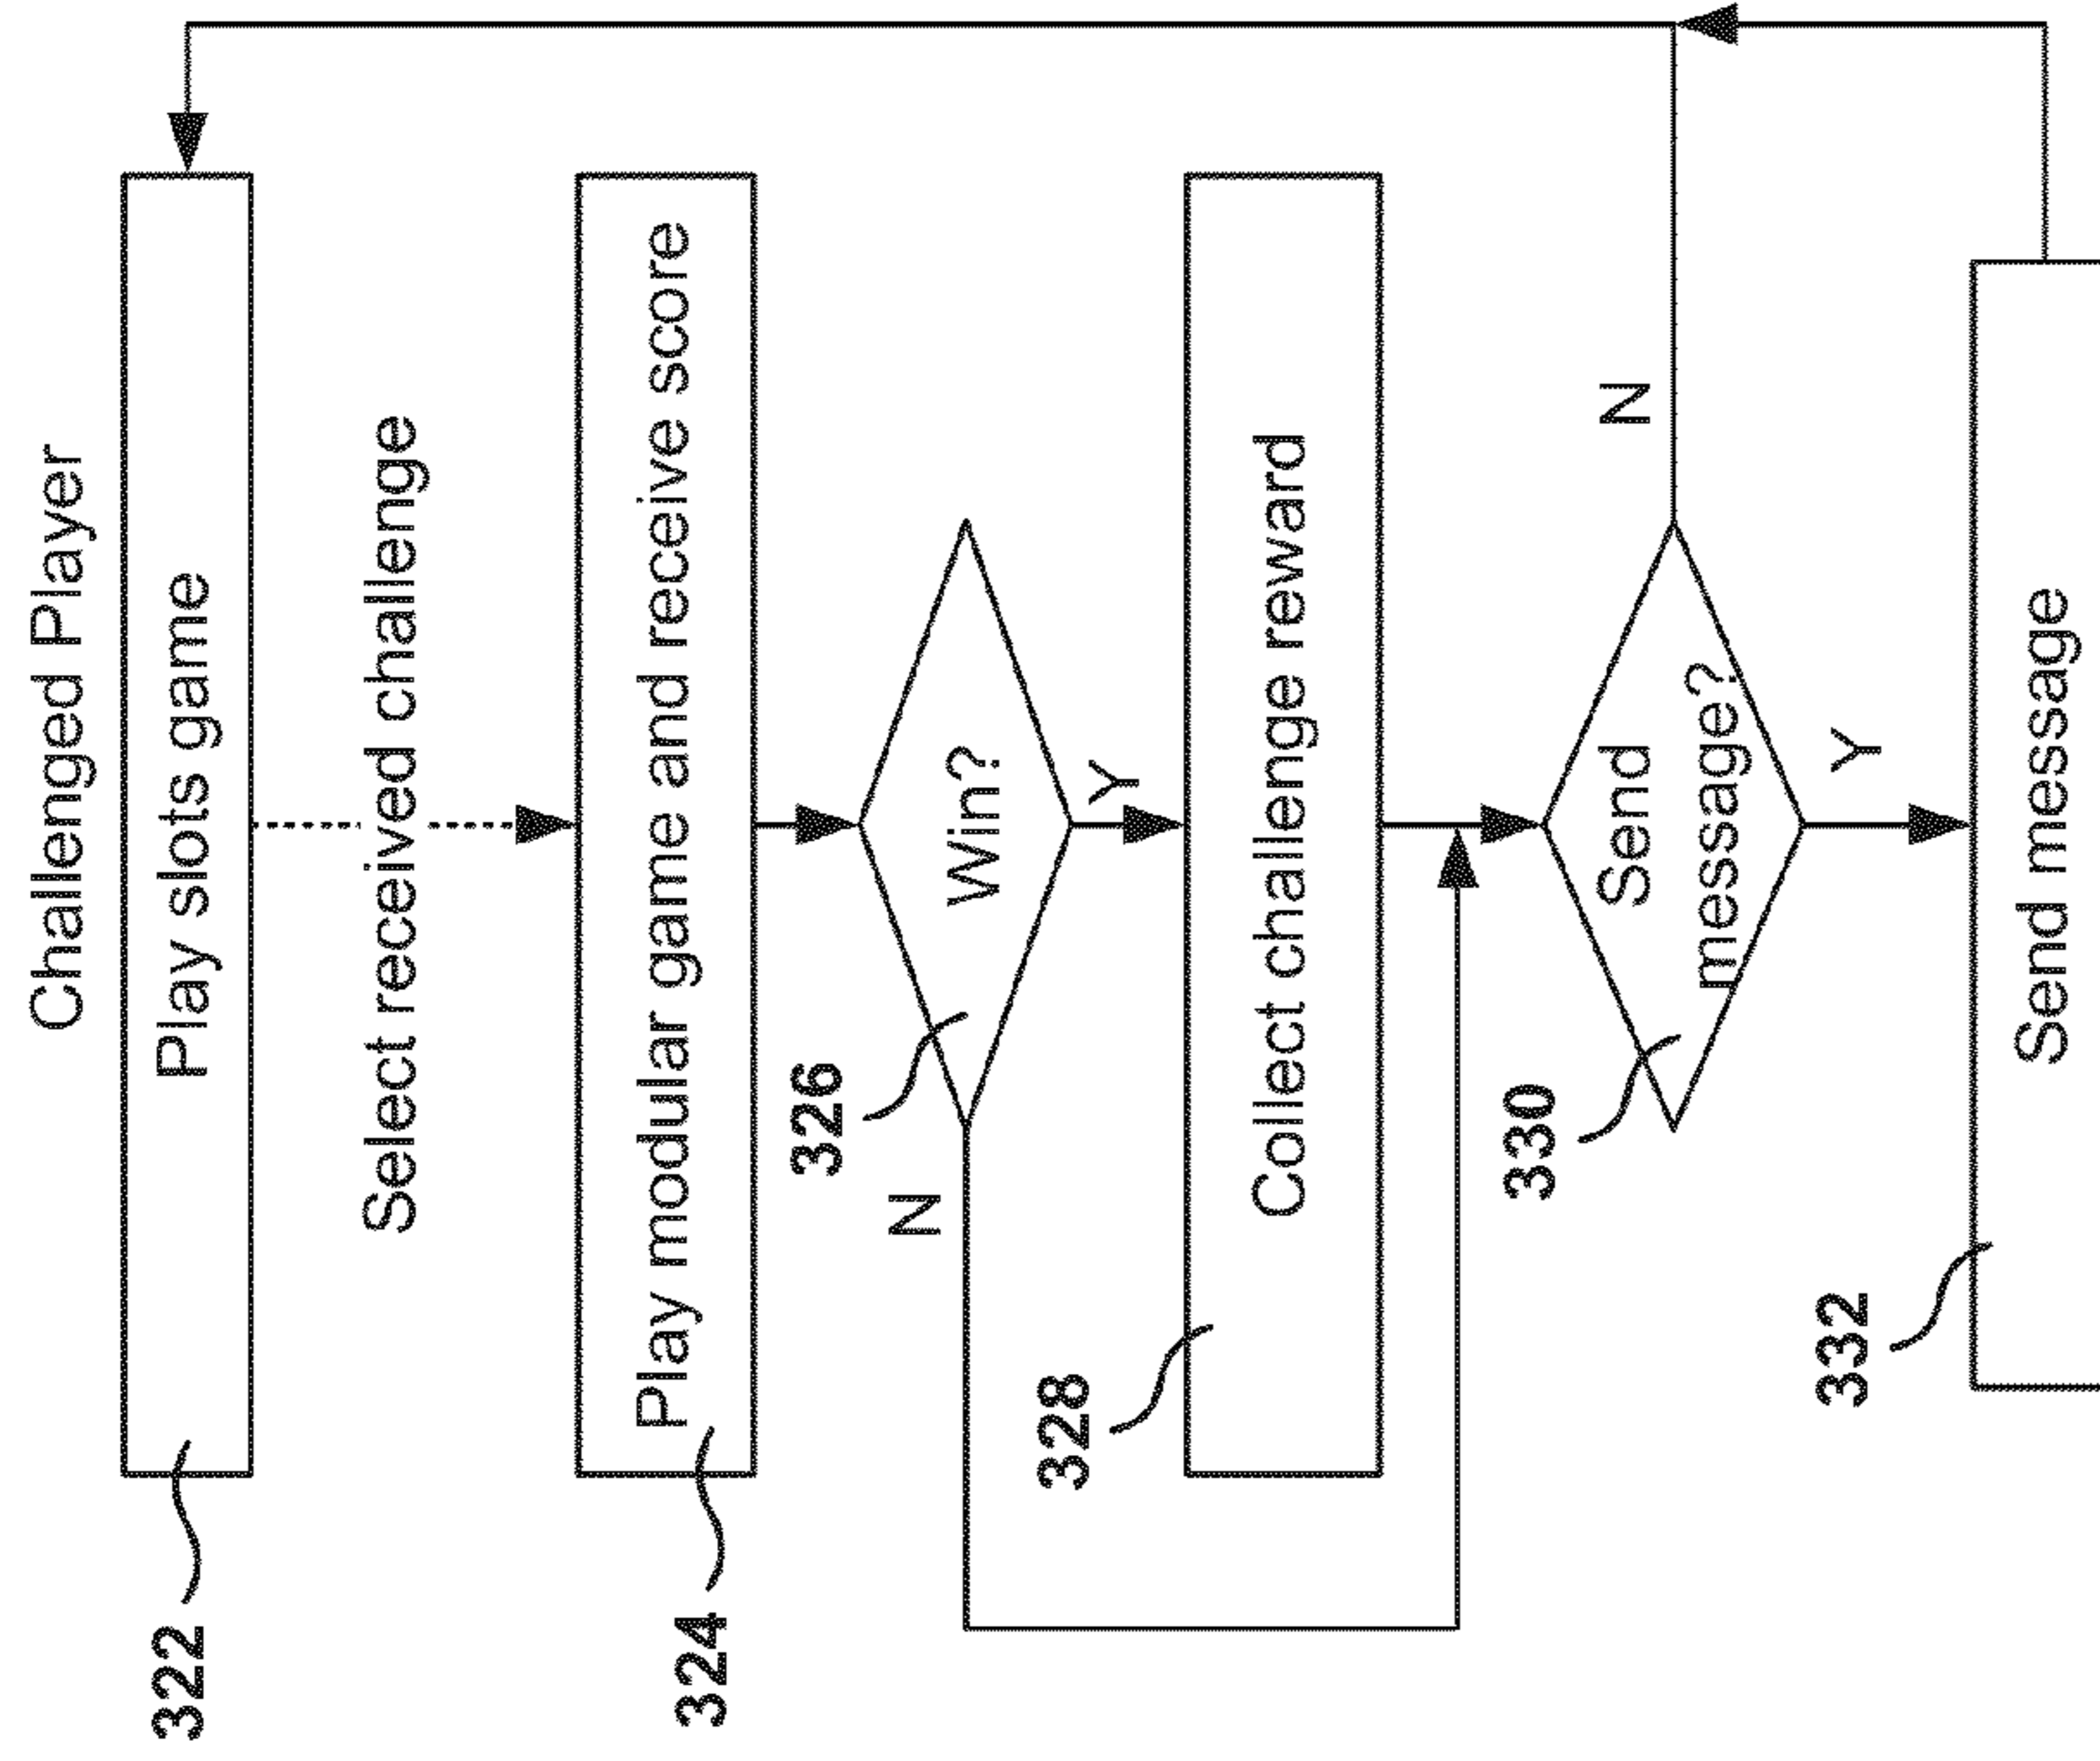 Challenged Player
322
Play slots game
Select received challenge
324
Play modular game and receive score
326
Win?
N
Y
328
Collect challenge reward
330
Send
message?
N
Y
332
Send message